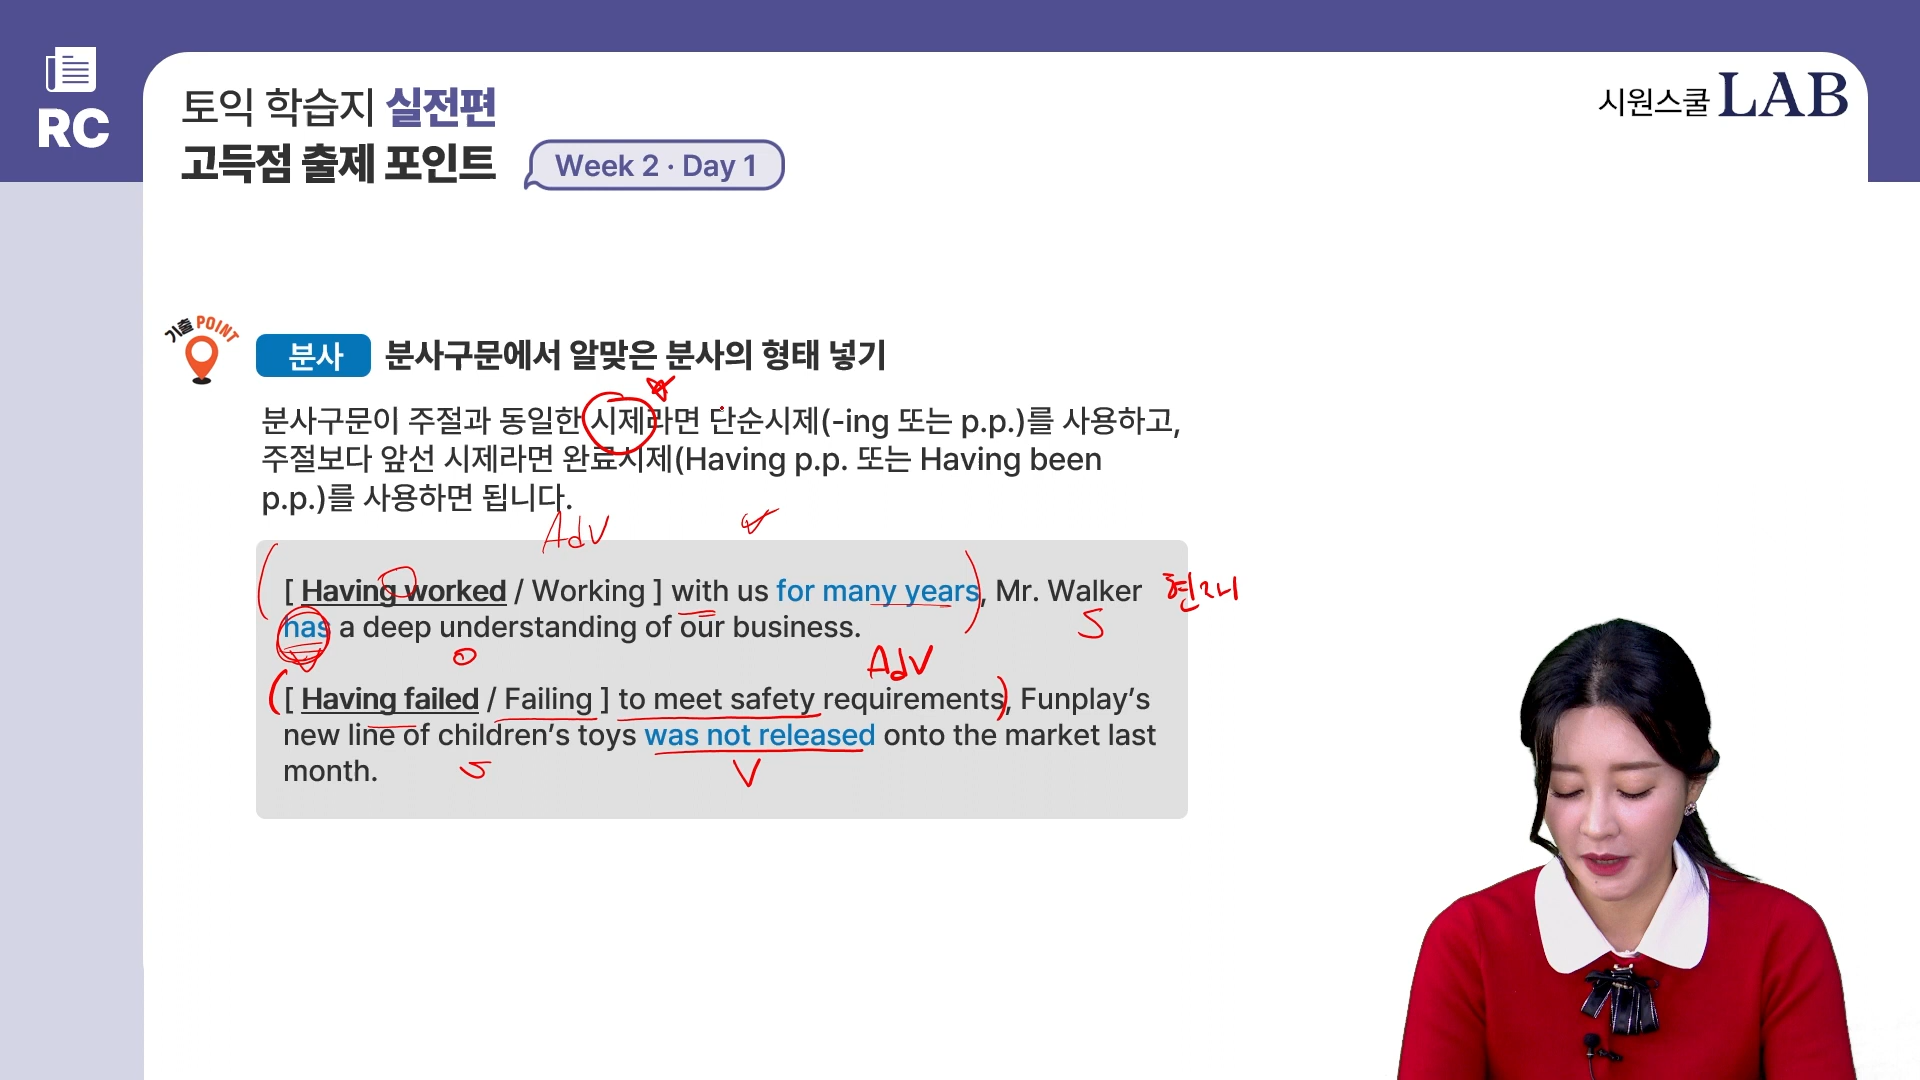 RC
토익 학습지 실전편
고득점 출제 포인트
Week 2 · Day 1
시원스쿨 LAB
기출 POINT
분사 분사구문에서 알맞은 분사의 형태 넣기
분사구문이 주절과 동일한 시제라면 단순시제(-ing 또는 p.p.)를 사용하고,
주절보다 앞선 시제라면 완료시제(Having p.p. 또는 Having been
p.p.)를 사용하면 됩니다.
Adv
[ Having worked / Working ] with us for many years, Mr. Walker 현재
has a deep understanding of our business.
S
Adv
[ Having failed / Failing ] to meet safety requirements, Funplay's
new line of children's toys was not released onto the market last
month.
S
V